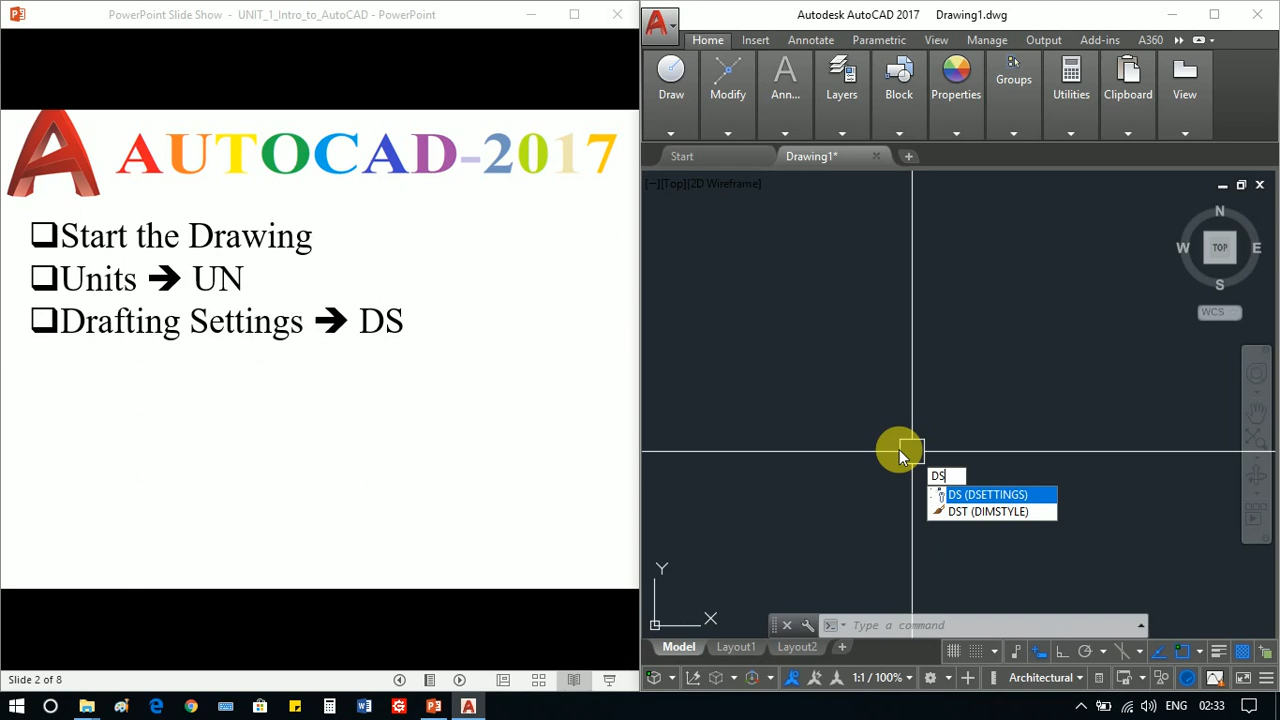 PowerPoint Slide Show - UNIT_1_Intro_to_AutoCAD - PowerPoint
AUTOCAD-2017
Start the Drawing
Units ➔ UN
Drafting Settings ➔ DS
Slide 2 of 8
Autodesk AutoCAD 2017 Drawing1.dwg
Home Insert Annotate Parametric View Manage Output Add-ins A360
Draw Modify Ann... Layers Block Properties Groups Utilities Clipboard View
Start Drawing1*
[−][Top][2D Wireframe]
N
W TOP E
S
WCS
DS
DS (DSETTINGS)
DST (DIMSTYLE)
Y
X
Type a command
Model Layout1 Layout2
1:1 / 100% Architectural
02:33